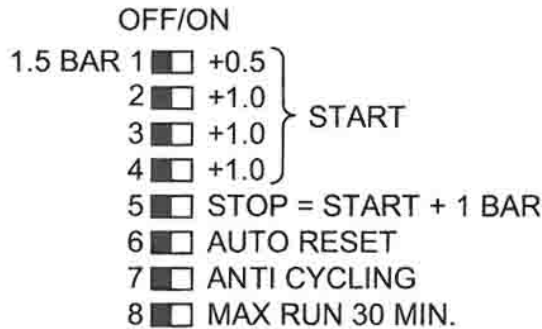 OFF/ON
1.5 BAR 1 +0.5
2 +1.0
3 +1.0 START
4 +1.0
5 STOP = START + 1 BAR
6 AUTO RESET
7 ANTI CYCLING
8 MAX RUN 30 MIN.